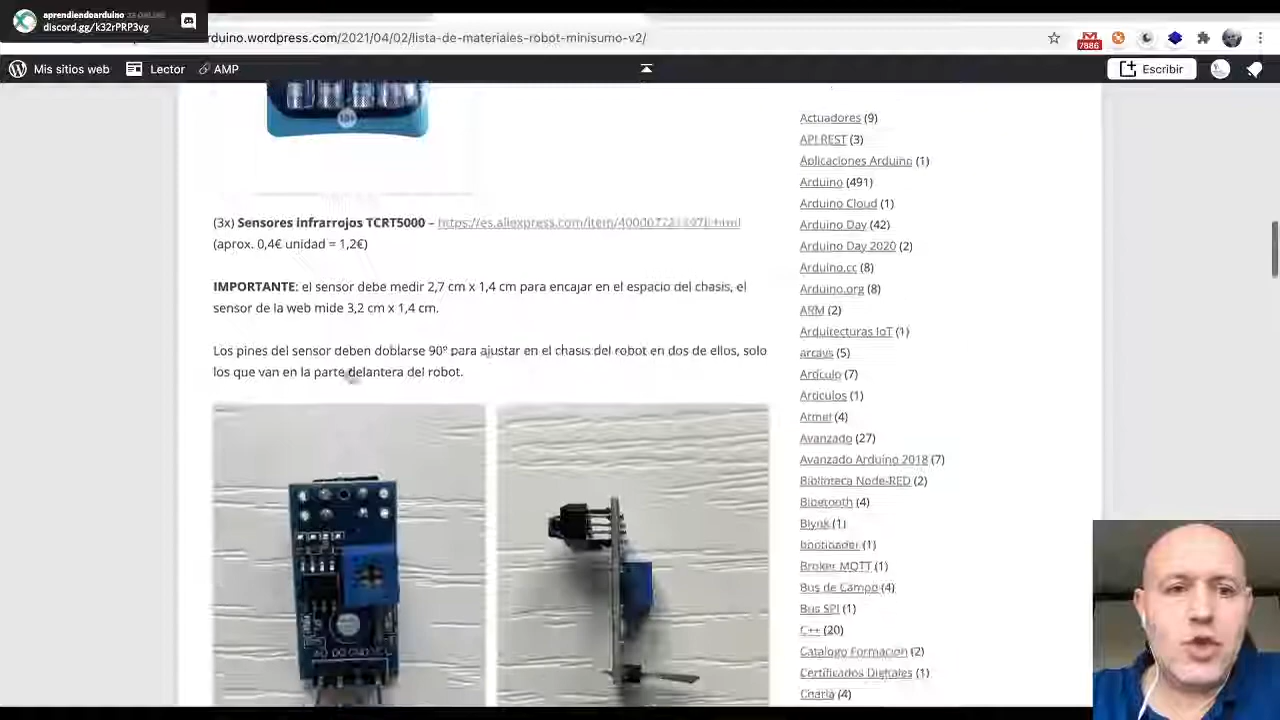 aprendiendoarduino
discord.gg/k32rPRP3vg
rduino.wordpress.com/2021/04/02/lista-de-materiales-robot-minisumo-v2/
7886
Mis sitios web
Lector
AMP
Escribir
18+
(3x) Sensores infrarrojos TCRT5000 –
(aprox. 0,4€ unidad = 1,2€)
IMPORTANTE: el sensor debe medir 2,7 cm x 1,4 cm para encajar en el espacio del chasis, el
sensor de la web mide 3,2 cm x 1,4 cm.
Los pines del sensor deben doblarse 90º para ajustar en el chasis del robot en dos de ellos, solo
los que van en la parte delantera del robot.
Actuadores (9)
API REST (3)
Aplicaciones Arduino (1)
Arduino (491)
Arduino Cloud (1)
Arduino Day (42)
Arduino Day 2020 (2)
Arduino.cc (8)
Arduino.org (8)
ARM (2)
Arquitecturas IoT (1)
arrays (5)
Artículo (7)
Artículos (1)
Atmel (4)
Avanzado (27)
Avanzado Arduino 2018 (7)
Biblioteca Node-RED (2)
Bluetooth (4)
Blynk (1)
bootloader (1)
Broker MQTT (1)
Bus de Campo (4)
Bus SPI (1)
C++ (20)
Catalogo Formación (2)
Certificados Digitales (1)
Charla (4)